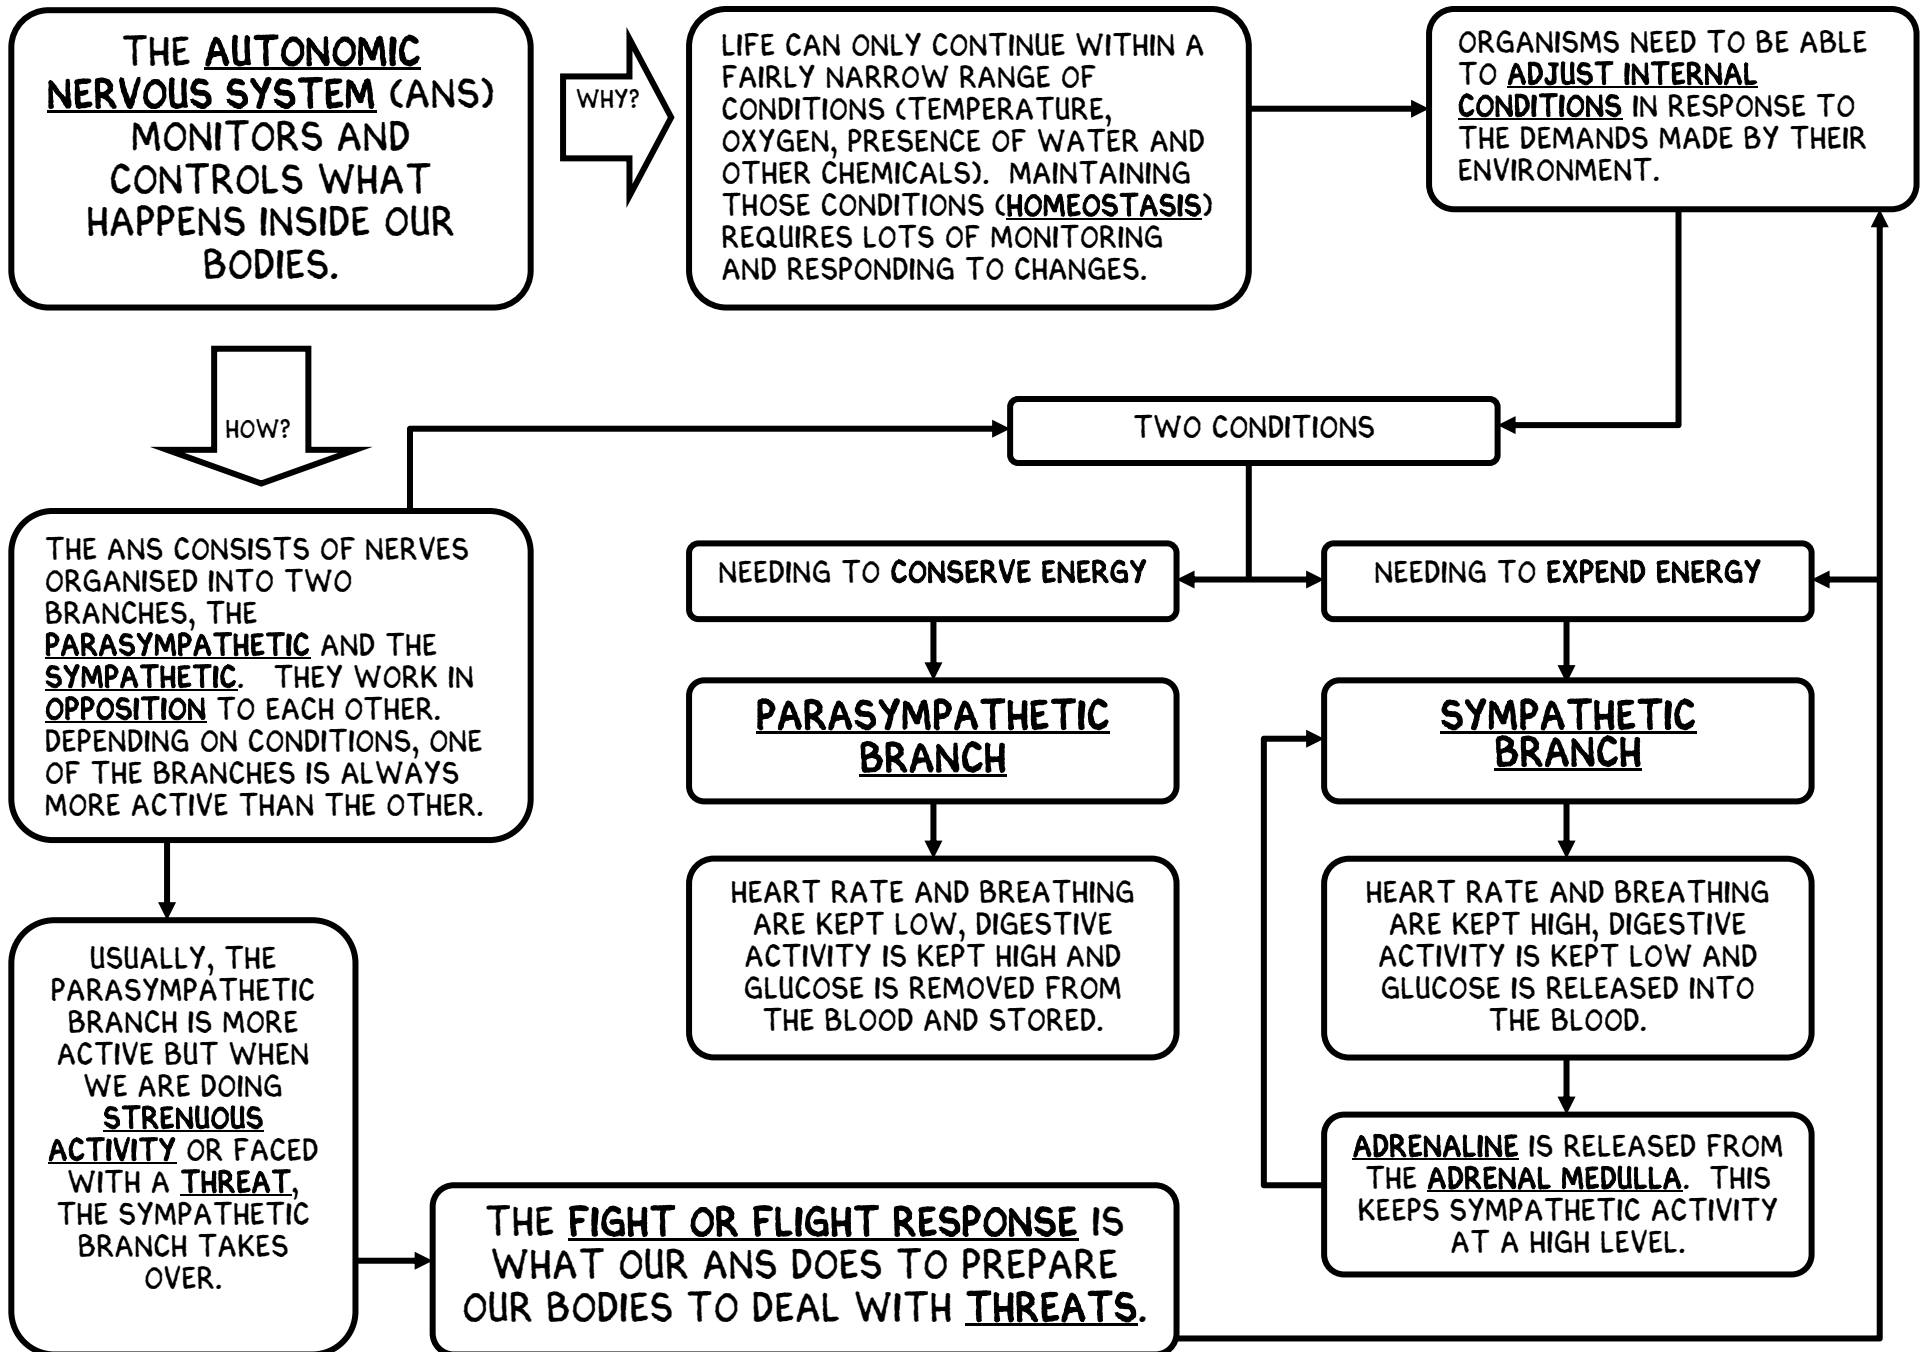 THE AUTONOMIC
NERVOUS SYSTEM (ANS)
MONITORS AND
CONTROLS WHAT
HAPPENS INSIDE OUR
BODIES.
WHY?
LIFE CAN ONLY CONTINUE WITHIN A
FAIRLY NARROW RANGE OF
CONDITIONS (TEMPERATURE,
OXYGEN, PRESENCE OF WATER AND
OTHER CHEMICALS). MAINTAINING
THOSE CONDITIONS (HOMEOSTASIS)
REQUIRES LOTS OF MONITORING
AND RESPONDING TO CHANGES.
ORGANISMS NEED TO BE ABLE
TO ADJUST INTERNAL
CONDITIONS IN RESPONSE TO
THE DEMANDS MADE BY THEIR
ENVIRONMENT.
HOW?
TWO CONDITIONS
THE ANS CONSISTS OF NERVES
ORGANISED INTO TWO
BRANCHES, THE
PARASYMPATHETIC AND THE
SYMPATHETIC. THEY WORK IN
OPPOSITION TO EACH OTHER.
DEPENDING ON CONDITIONS, ONE
OF THE BRANCHES IS ALWAYS
MORE ACTIVE THAN THE OTHER.
NEEDING TO CONSERVE ENERGY
NEEDING TO EXPEND ENERGY
PARASYMPATHETIC
BRANCH
SYMPATHETIC
BRANCH
HEART RATE AND BREATHING
ARE KEPT LOW, DIGESTIVE
ACTIVITY IS KEPT HIGH AND
GLUCOSE IS REMOVED FROM
THE BLOOD AND STORED.
HEART RATE AND BREATHING
ARE KEPT HIGH, DIGESTIVE
ACTIVITY IS KEPT LOW AND
GLUCOSE IS RELEASED INTO
THE BLOOD.
USUALLY, THE
PARASYMPATHETIC
BRANCH IS MORE
ACTIVE BUT WHEN
WE ARE DOING
STRENUOUS
ACTIVITY OR FACED
WITH A THREAT,
THE SYMPATHETIC
BRANCH TAKES
OVER.
ADRENALINE IS RELEASED FROM
THE ADRENAL MEDULLA. THIS
KEEPS SYMPATHETIC ACTIVITY
AT A HIGH LEVEL.
THE FIGHT OR FLIGHT RESPONSE IS
WHAT OUR ANS DOES TO PREPARE
OUR BODIES TO DEAL WITH THREATS.